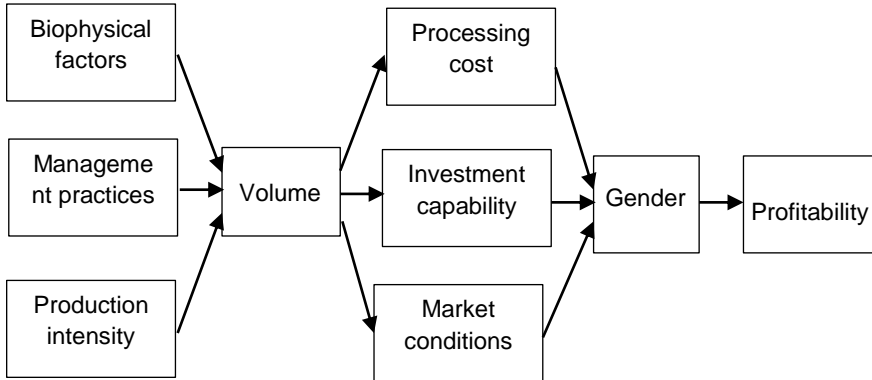 Biophysical
factors
Manageme
nt practices
Production
intensity
Volume
Processing
cost
Investment
capability
Market
conditions
Gender
Profitability